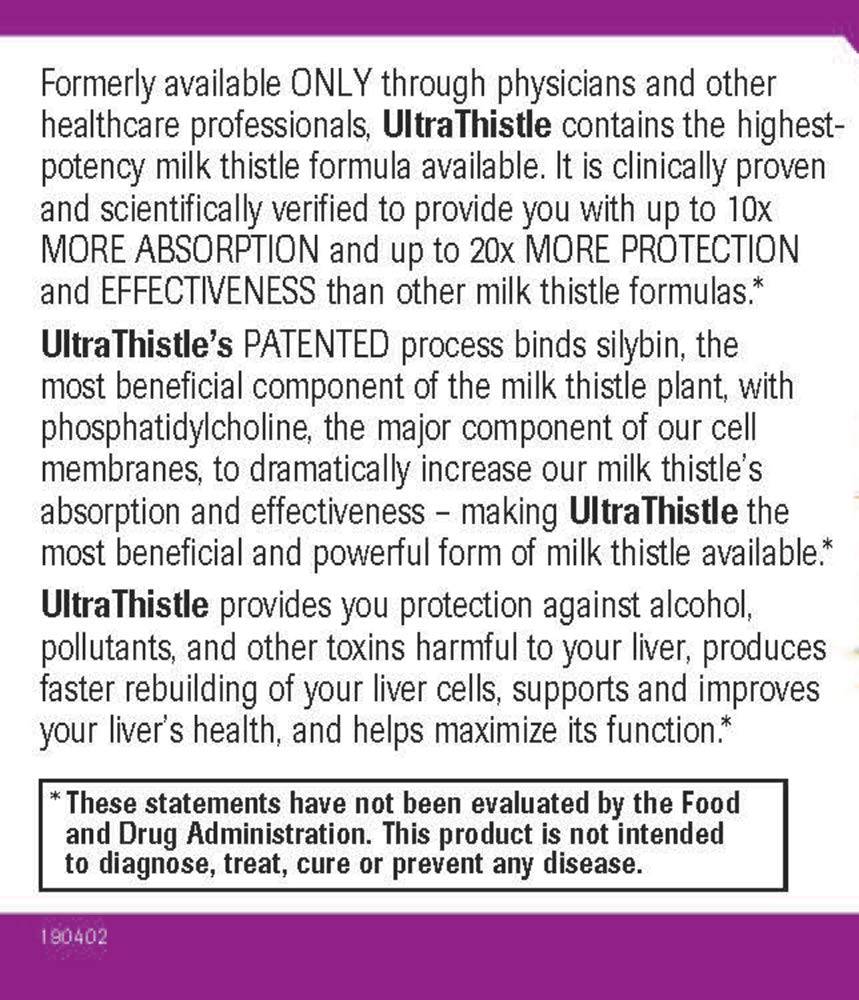 Formerly available ONLY through physicians and other
healthcare professionals, UltraThistle contains the highest-
potency milk thistle formula available. It is clinically proven
and scientifically verified to provide you with up to 10x
MORE ABSORPTION and up to 20x MORE PROTECTION
and EFFECTIVENESS than other milk thistle formulas.*
UltraThistle's PATENTED process binds silybin, the
most beneficial component of the milk thistle plant, with
phosphatidylcholine, the major component of our cell
membranes, to dramatically increase our milk thistle's
absorption and effectiveness – making UltraThistle the
most beneficial and powerful form of milk thistle available.*
UltraThistle provides you protection against alcohol,
pollutants, and other toxins harmful to your liver, produces
faster rebuilding of your liver cells, supports and improves
your liver's health, and helps maximize its function.*
* These statements have not been evaluated by the Food
and Drug Administration. This product is not intended
to diagnose, treat, cure or prevent any disease.
190402